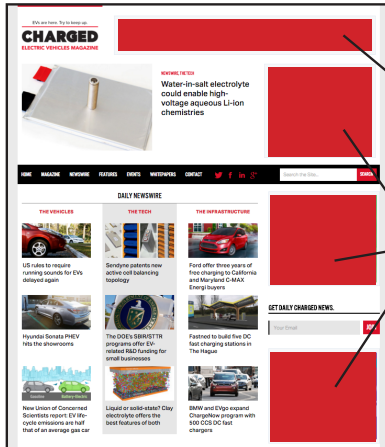 EVs are here. Try to keep up.
CHARGED
ELECTRIC VEHICLES MAGAZINE
NEWSWIRE, THE TECH
Water-in-salt electrolyte
could enable high-
voltage aqueous Li-ion
chemistries
HOME MAGAZINE NEWSWIRE FEATURES EVENTS WHITEPAPERS CONTACT
Search the Site...
SEARCH
DAILY NEWSWIRE
THE VEHICLES
THE TECH
THE INFRASTRUCTURE
US rules to require
running sounds for EVs
delayed again
Sendyne patents new
active cell balancing
topology
Ford offer three years of
free charging to California
and Maryland C-MAX
Energi buyers
GET DAILY CHARGED NEWS.
Your Email
JOIN
Hyundai Sonata PHEV
hits the showrooms
The DOE's SBIR/STTR
programs offer EV-
related R&D funding for
small businesses
Fastned to build five DC
fast charging stations in
The Hague
Gasoline
Battery-Electric
New Union of Concerned
Scientists report: EV life-
cycle emissions are half
that of an average gas car
Liquid or solid-state? Clay
electrolyte offers the
best features of both
BMW and EVgo expand
ChargeNow program with
500 CCS DC fast
chargers